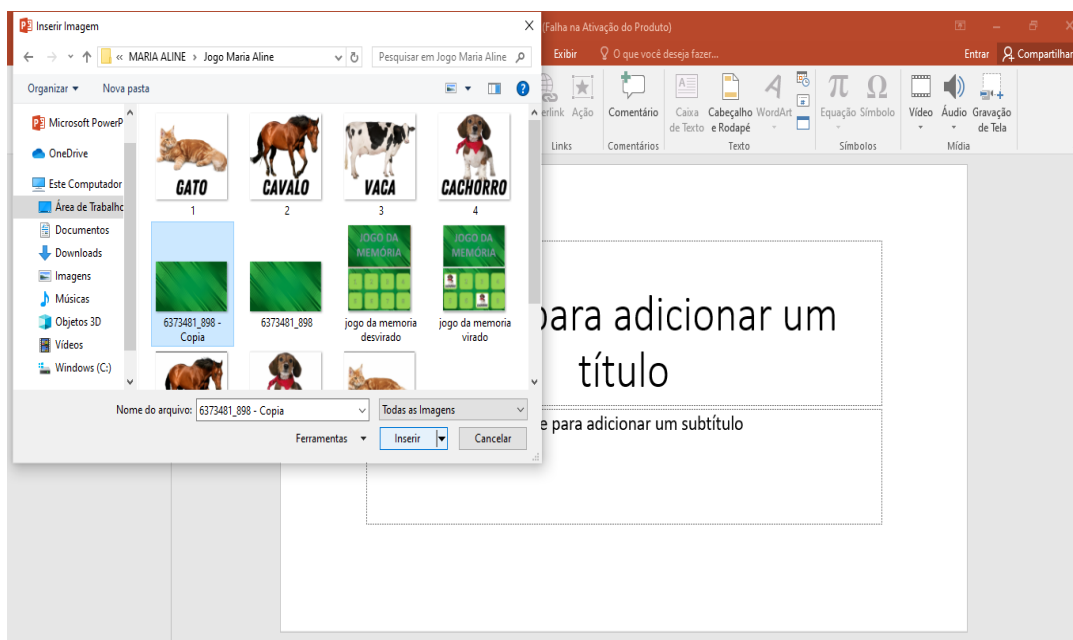 Inserir Imagem
(Falha na Ativação do Produto)
« MARIA ALINE › Jogo Maria Aline
Pesquisar em Jogo Maria Aline
Exibir
O que você deseja fazer...
Entrar
Compartilhar
Organizar
Nova pasta
Microsoft PowerP
OneDrive
Este Computador
Área de Trabalho
Documentos
Downloads
Imagens
Músicas
Objetos 3D
Vídeos
Windows (C:)
GATO
CAVALO
VACA
CACHORRO
1
2
3
4
JOGO DA
MEMÓRIA
JOGO DA
MEMÓRIA
6373481_898 -
Copia
6373481_898
jogo da memoria
desvirado
jogo da memoria
virado
Nome do arquivo:
6373481_898 - Copia
Todas as Imagens
Ferramentas
Inserir
Cancelar
erlink
Ação
Comentário
Caixa
de Texto
Cabeçalho
e Rodapé
WordArt
Equação
Símbolo
Vídeo
Áudio
Gravação
de Tela
Links
Comentários
Texto
Símbolos
Mídia
para adicionar um
título
e para adicionar um subtítulo